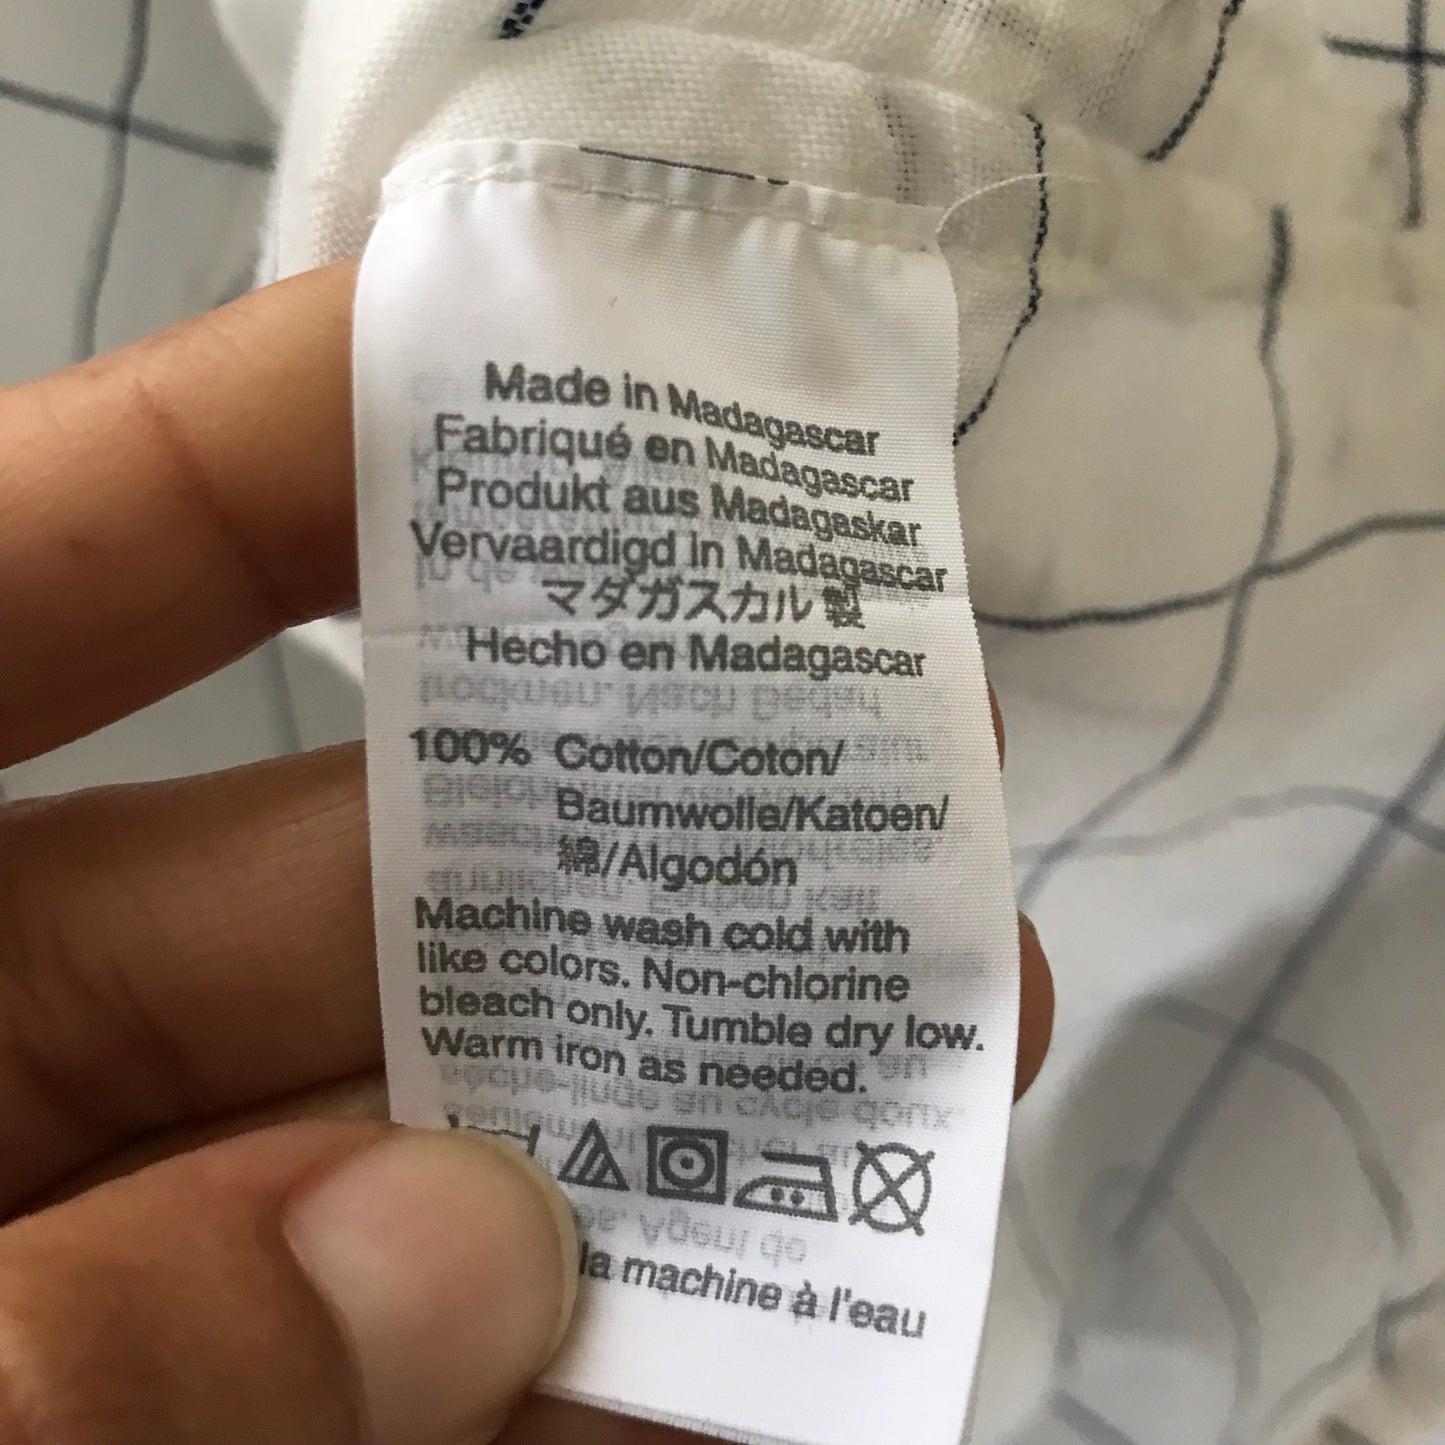 Made in Madagascar
Fabriqué en Madagascar
Produkt aus Madagaskar
Vervaardigd in Madagascar
マダガスカル製
Hecho en Madagascar
100% Cotton/Coton/
Baumwolle/Katoen/
綿/Algodón
Machine wash cold with
like colors. Non-chlorine
bleach only. Tumble dry low.
Warm iron as needed.
la machine à l'eau